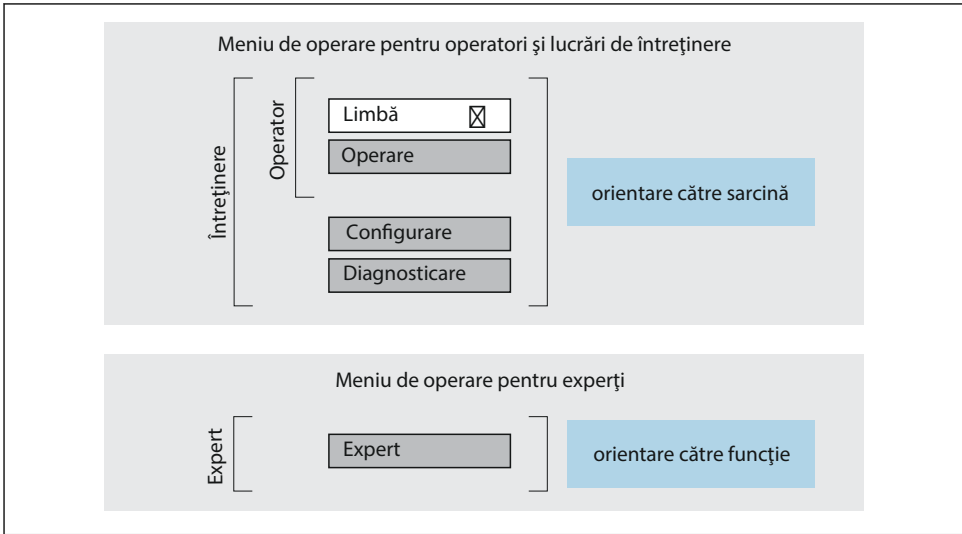 Meniu de operare pentru operatori şi lucrări de întreţinere
Întreţinere
Operator
Limbă
Operare
Configurare
Diagnosticare
orientare către sarcină
Meniu de operare pentru experţi
Expert
Expert
orientare către funcţie